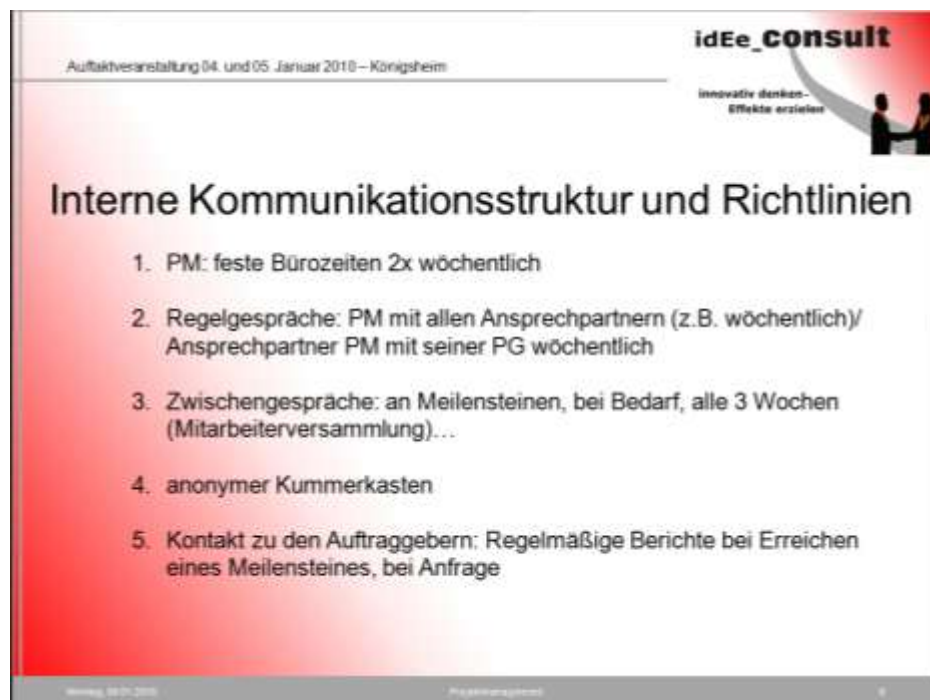 idEe_consult
Auftaktveranstaltung 04. und 05. Januar 2010 – Königsheim
innovativ denken–
Effekte erzielen
Interne Kommunikationsstruktur und Richtlinien
1. PM: feste Bürozeiten 2x wöchentlich
2. Regelgespräche: PM mit allen Ansprechpartnern (z.B. wöchentlich)/
Ansprechpartner PM mit seiner PG wöchentlich
3. Zwischengespräche: an Meilensteinen, bei Bedarf, alle 3 Wochen
(Mitarbeiterversammlung)…
4. anonymer Kummerkasten
5. Kontakt zu den Auftraggebern: Regelmäßige Berichte bei Erreichen
eines Meilensteines, bei Anfrage
Projektmanagement